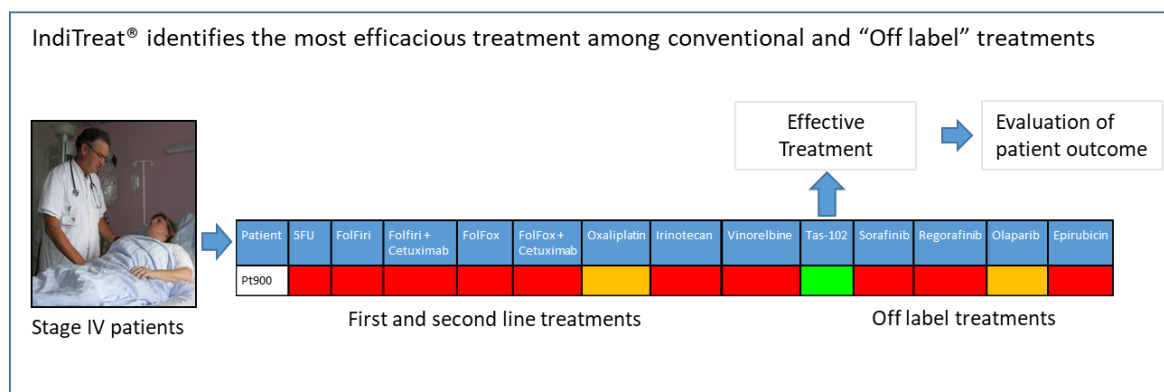 IndiTreat® identifies the most efficacious treatment among conventional and “Off label” treatments
Effective
Treatment
Evaluation of
patient outcome
Patient 5FU FolFiri Folfiri + Cetuximab FolFox FolFox + Cetuximab Oxaliplatin Irinotecan Vinorelbine Tas-102 Sorafinib Regorafinib Olaparib Epirubicin
Pt900
Stage IV patients
First and second line treatments
Off label treatments